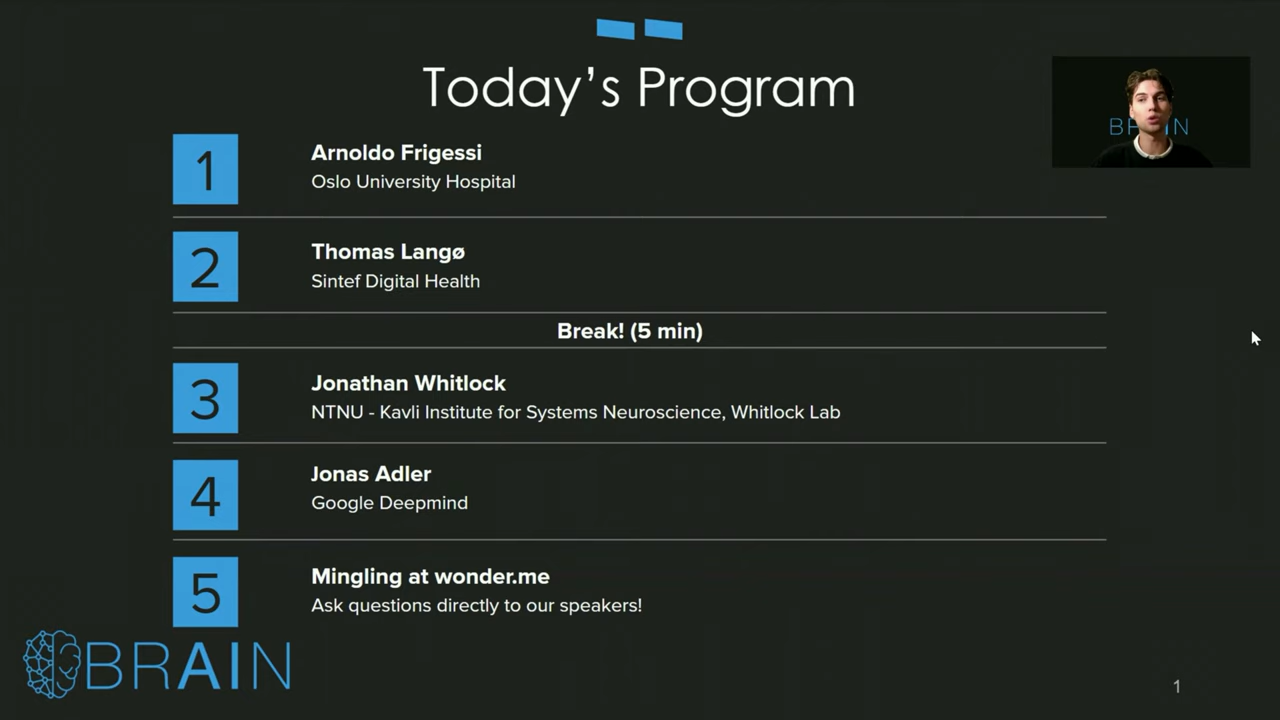 Today's Program
BRAIN
1
Arnoldo Frigessi
Oslo University Hospital
2
Thomas Langø
Sintef Digital Health
Break! (5 min)
3
Jonathan Whitlock
NTNU - Kavli Institute for Systems Neuroscience, Whitlock Lab
4
Jonas Adler
Google Deepmind
5
Mingling at wonder.me
Ask questions directly to our speakers!
BRAIN
1